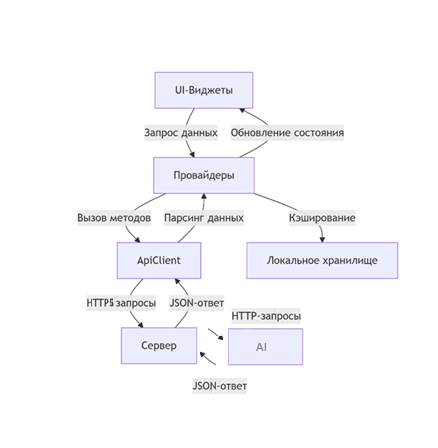 UI-Виджеты
Запрос данных
Обновление состояния
Провайдеры
Вызов методов
Парсинг данных
Кэширование
ApiClient
Локальное хранилище
HTTPS запросы
JSON-ответ
HTTP-запросы
Сервер
AI
JSON-ответ